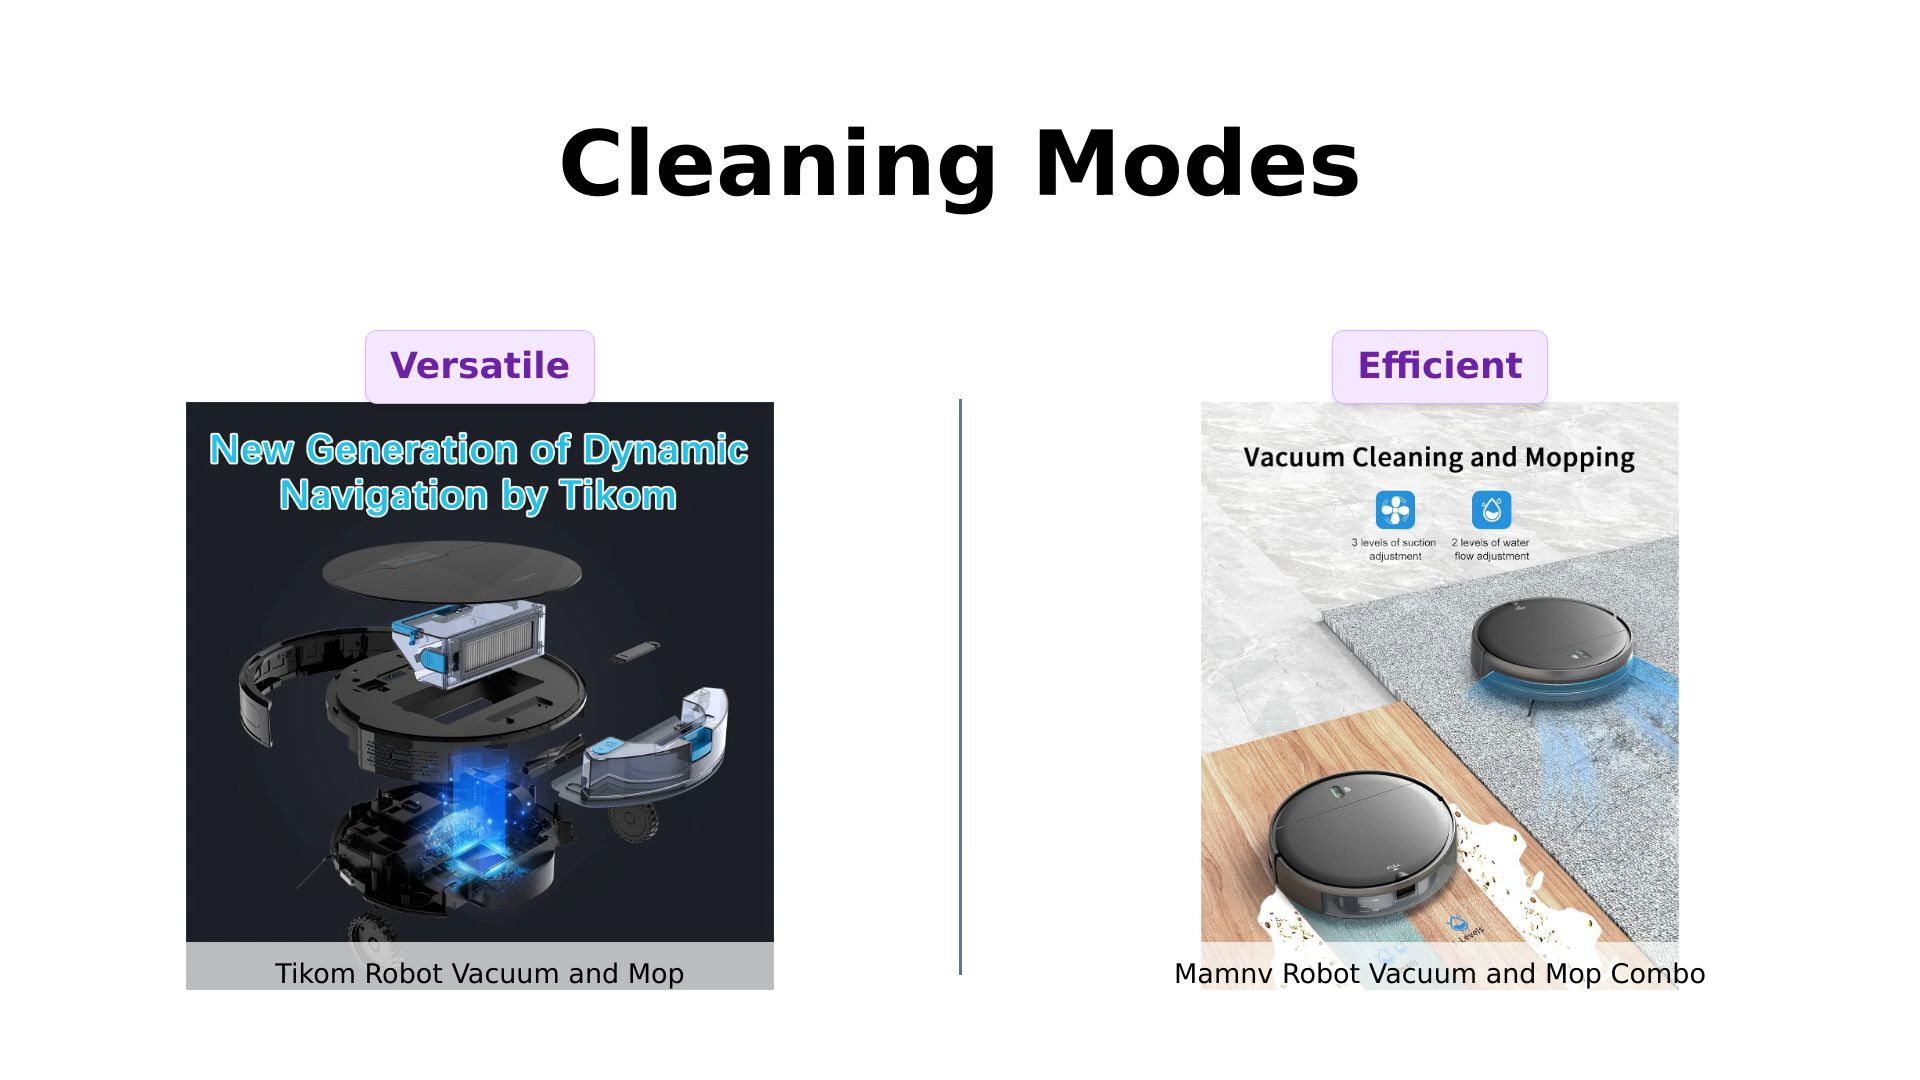 Cleaning Modes
Versatile
New Generation of Dynamic
Navigation by Tikom
Tikom Robot Vacuum and Mop
Efficient
Vacuum Cleaning and Mopping
3 levels of suction
adjustment
2 levels of water
flow adjustment
Mamnv Robot Vacuum and Mop Combo